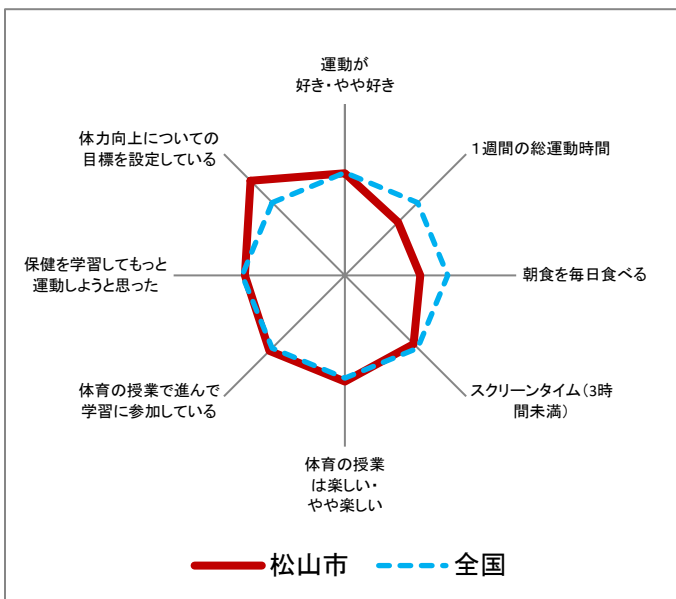 運動が
好き・やや好き
体力向上についての
目標を設定している
１週間の総運動時間
保健を学習してもっと
運動しようと思った
朝食を毎日食べる
体育の授業で進んで
学習に参加している
スクリーンタイム（3時
間未満）
体育の授業
は楽しい・
やや楽しい
松山市
全国